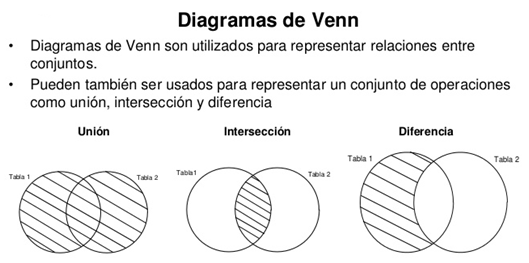 Diagramas de Venn
• Diagramas de Venn son utilizados para representar relaciones entre
conjuntos.
• Pueden también ser usados para representar un conjunto de operaciones
como unión, intersección y diferencia
Unión
Intersección
Diferencia
Tabla 1
Tabla 2
Tabla1
Tabla 2
Tabla 1
Tabla 2